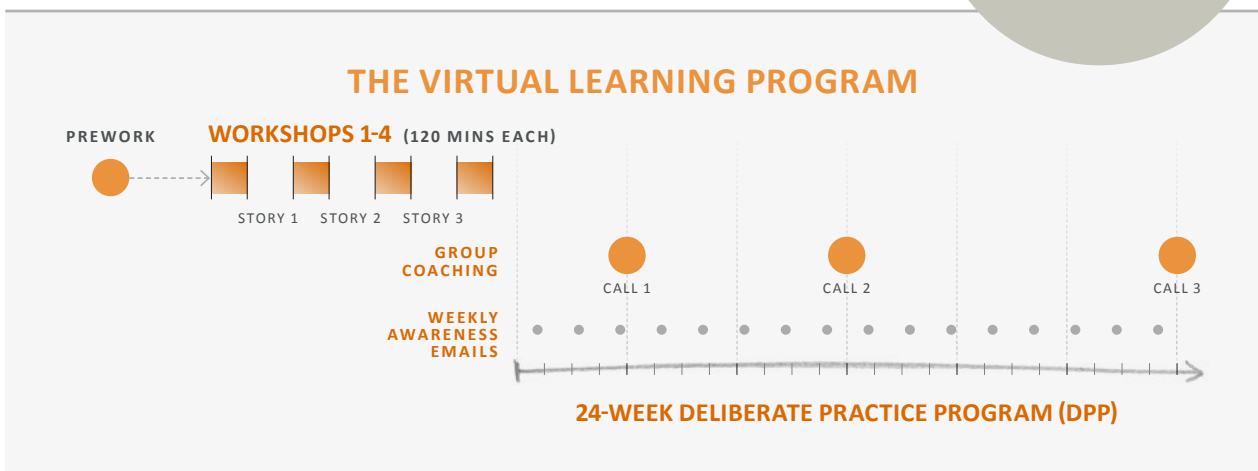 THE VIRTUAL LEARNING PROGRAM
PREWORK
WORKSHOPS 1-4 (120 MINS EACH)
STORY 1 STORY 2 STORY 3
GROUP
COACHING
CALL 1 CALL 2 CALL 3
WEEKLY
AWARENESS
EMAILS
24-WEEK DELIBERATE PRACTICE PROGRAM (DPP)